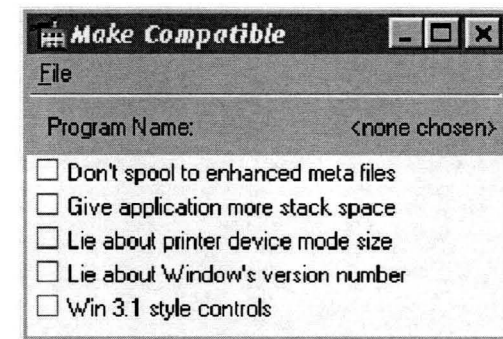 Make Compatible
File
Program Name: <none chosen>
Don't spool to enhanced meta files
Give application more stack space
Lie about printer device mode size
Lie about Window's version number
Win 3.1 style controls